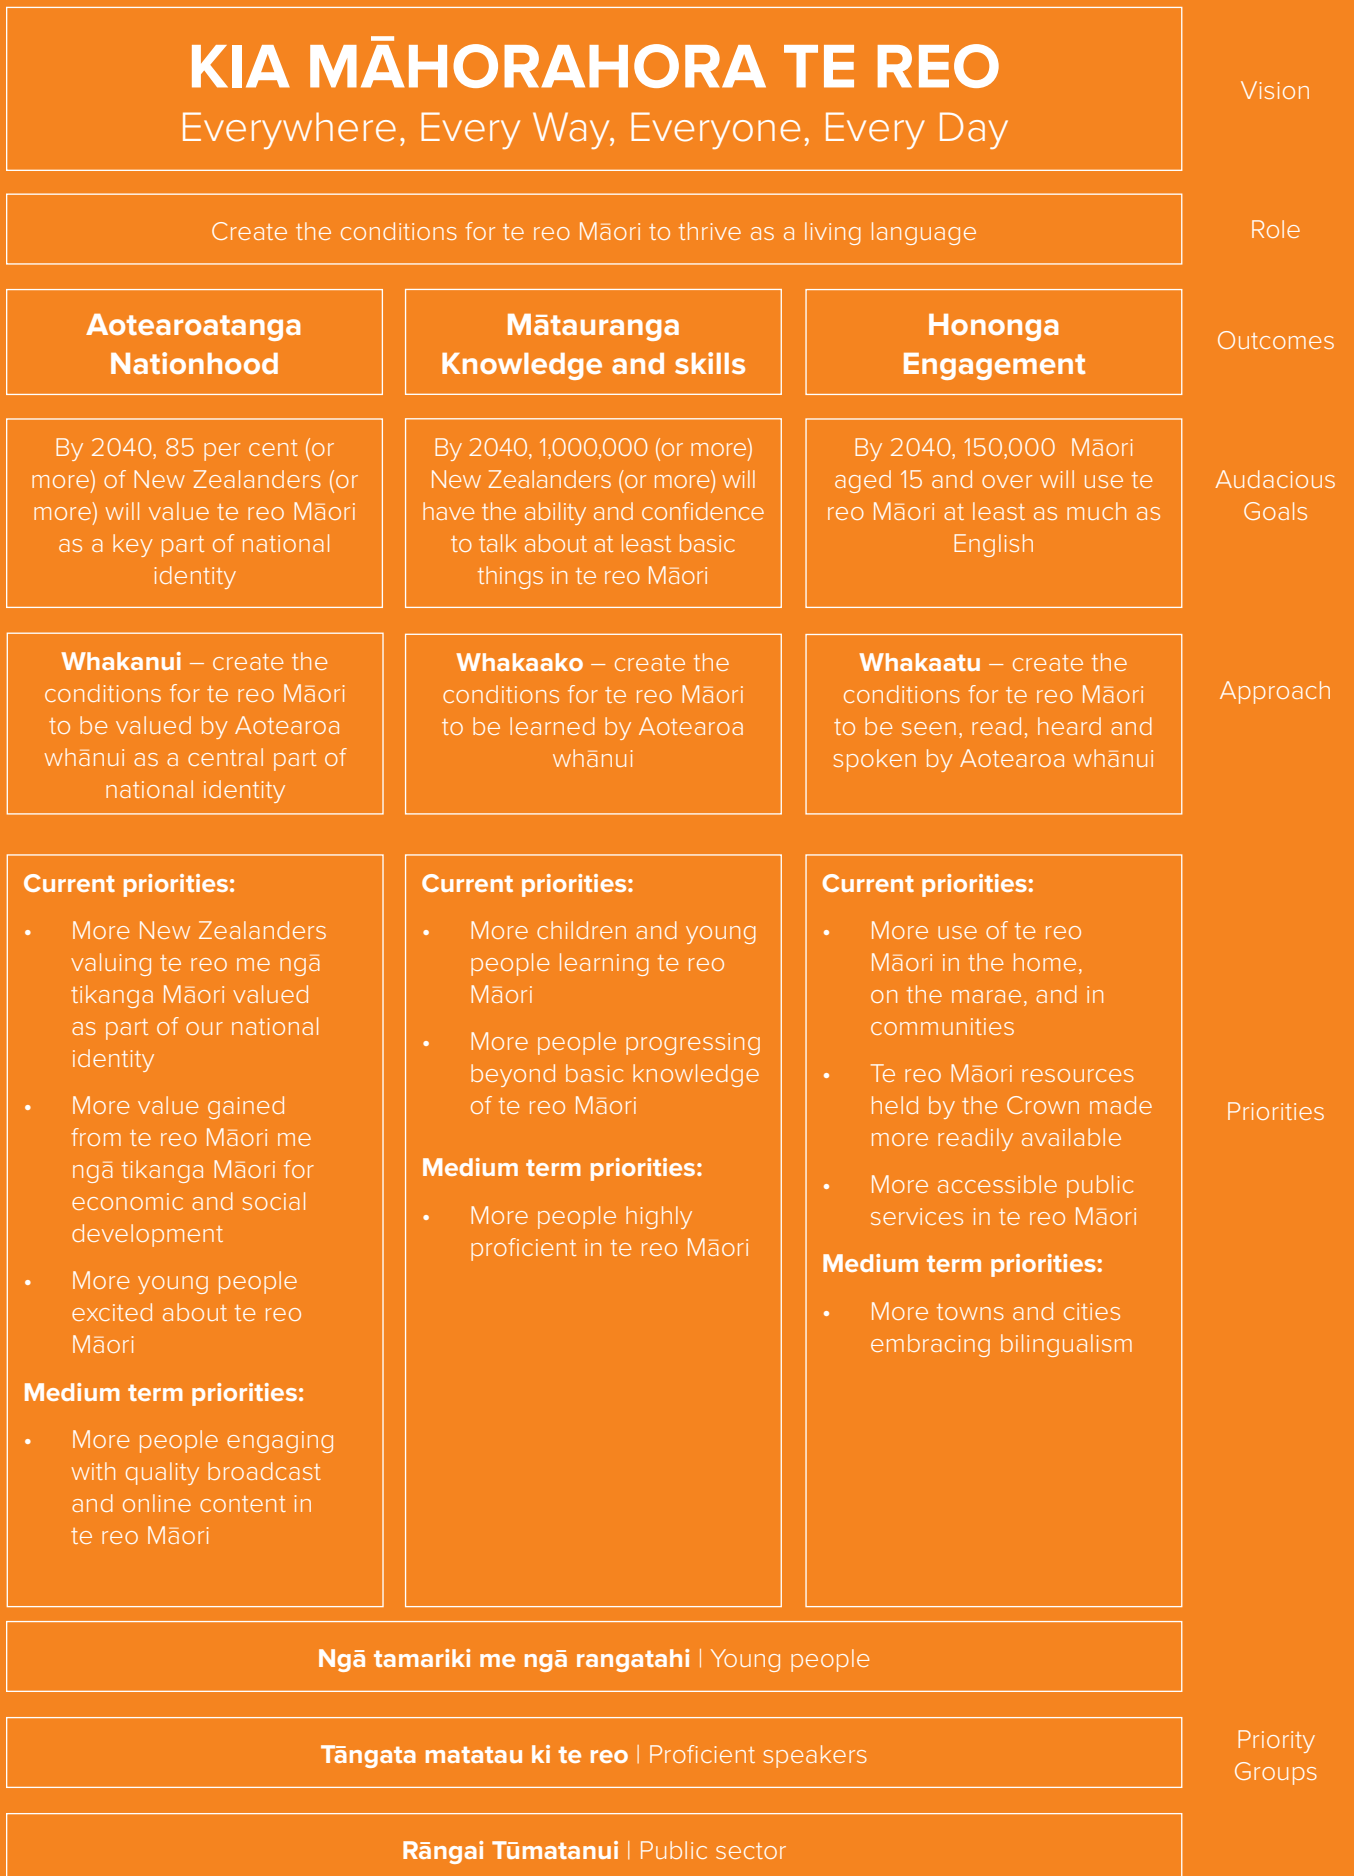 KIA MĀHORAHORA TE REO
Everywhere, Every Way, Everyone, Every Day
Vision
Create the conditions for te reo Māori to thrive as a living language
Role
Aotearoatanga
Nationhood
Mātauranga
Knowledge and skills
Hononga
Engagement
Outcomes
By 2040, 85 per cent (or
more) of New Zealanders (or
more) will value te reo Māori
as a key part of national
identity
By 2040, 1,000,000 (or more)
New Zealanders (or more) will
have the ability and confidence
to talk about at least basic
things in te reo Māori
By 2040, 150,000 Māori
aged 15 and over will use te
reo Māori at least as much as
English
Audacious
Goals
Whakanui – create the
conditions for te reo Māori
to be valued by Aotearoa
whānui as a central part of
national identity
Whakaako – create the
conditions for te reo Māori
to be learned by Aotearoa
whānui
Whakaatu – create the
conditions for te reo Māori
to be seen, read, heard and
spoken by Aotearoa whānui
Approach
Current priorities:
• More New Zealanders
valuing te reo me ngā
tikanga Māori valued
as part of our national
identity
• More value gained
from te reo Māori me
ngā tikanga Māori for
economic and social
development
• More young people
excited about te reo
Māori
Medium term priorities:
• More people engaging
with quality broadcast
and online content in
te reo Māori
Current priorities:
• More children and young
people learning te reo
Māori
• More people progressing
beyond basic knowledge
of te reo Māori
Medium term priorities:
• More people highly
proficient in te reo Māori
Current priorities:
• More use of te reo
Māori in the home,
on the marae, and in
communities
• Te reo Māori resources
held by the Crown made
more readily available
• More accessible public
services in te reo Māori
Medium term priorities:
• More towns and cities
embracing bilingualism
Priorities
Ngā tamariki me ngā rangatahi | Young people
Tāngata matatau ki te reo | Proficient speakers
Rāngai Tūmatanui | Public sector
Priority
Groups